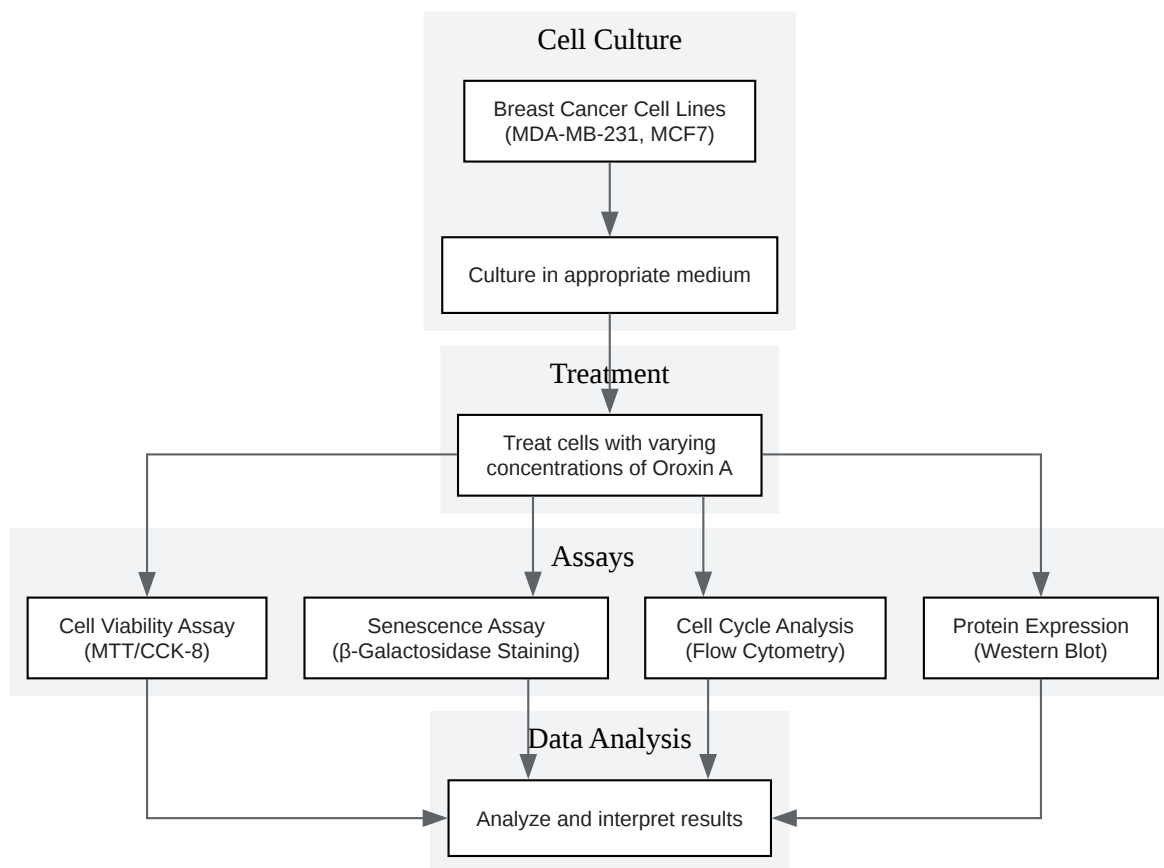 Cell Culture
Breast Cancer Cell Lines
(MDA-MB-231, MCF7)
Culture in appropriate medium
Treatment
Treat cells with varying
concentrations of Oroxin A
Assays
Cell Viability Assay
(MTT/CCK-8)
Senescence Assay
(β-Galactosidase Staining)
Cell Cycle Analysis
(Flow Cytometry)
Protein Expression
(Western Blot)
Data Analysis
Analyze and interpret results